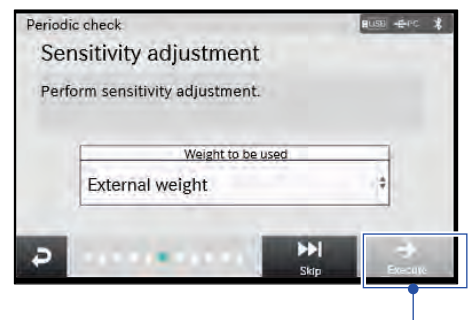 Periodic check
USB PC
Sensitivity adjustment
Perform sensitivity adjustment.
Weight to be used
External weight
Skip
Execute